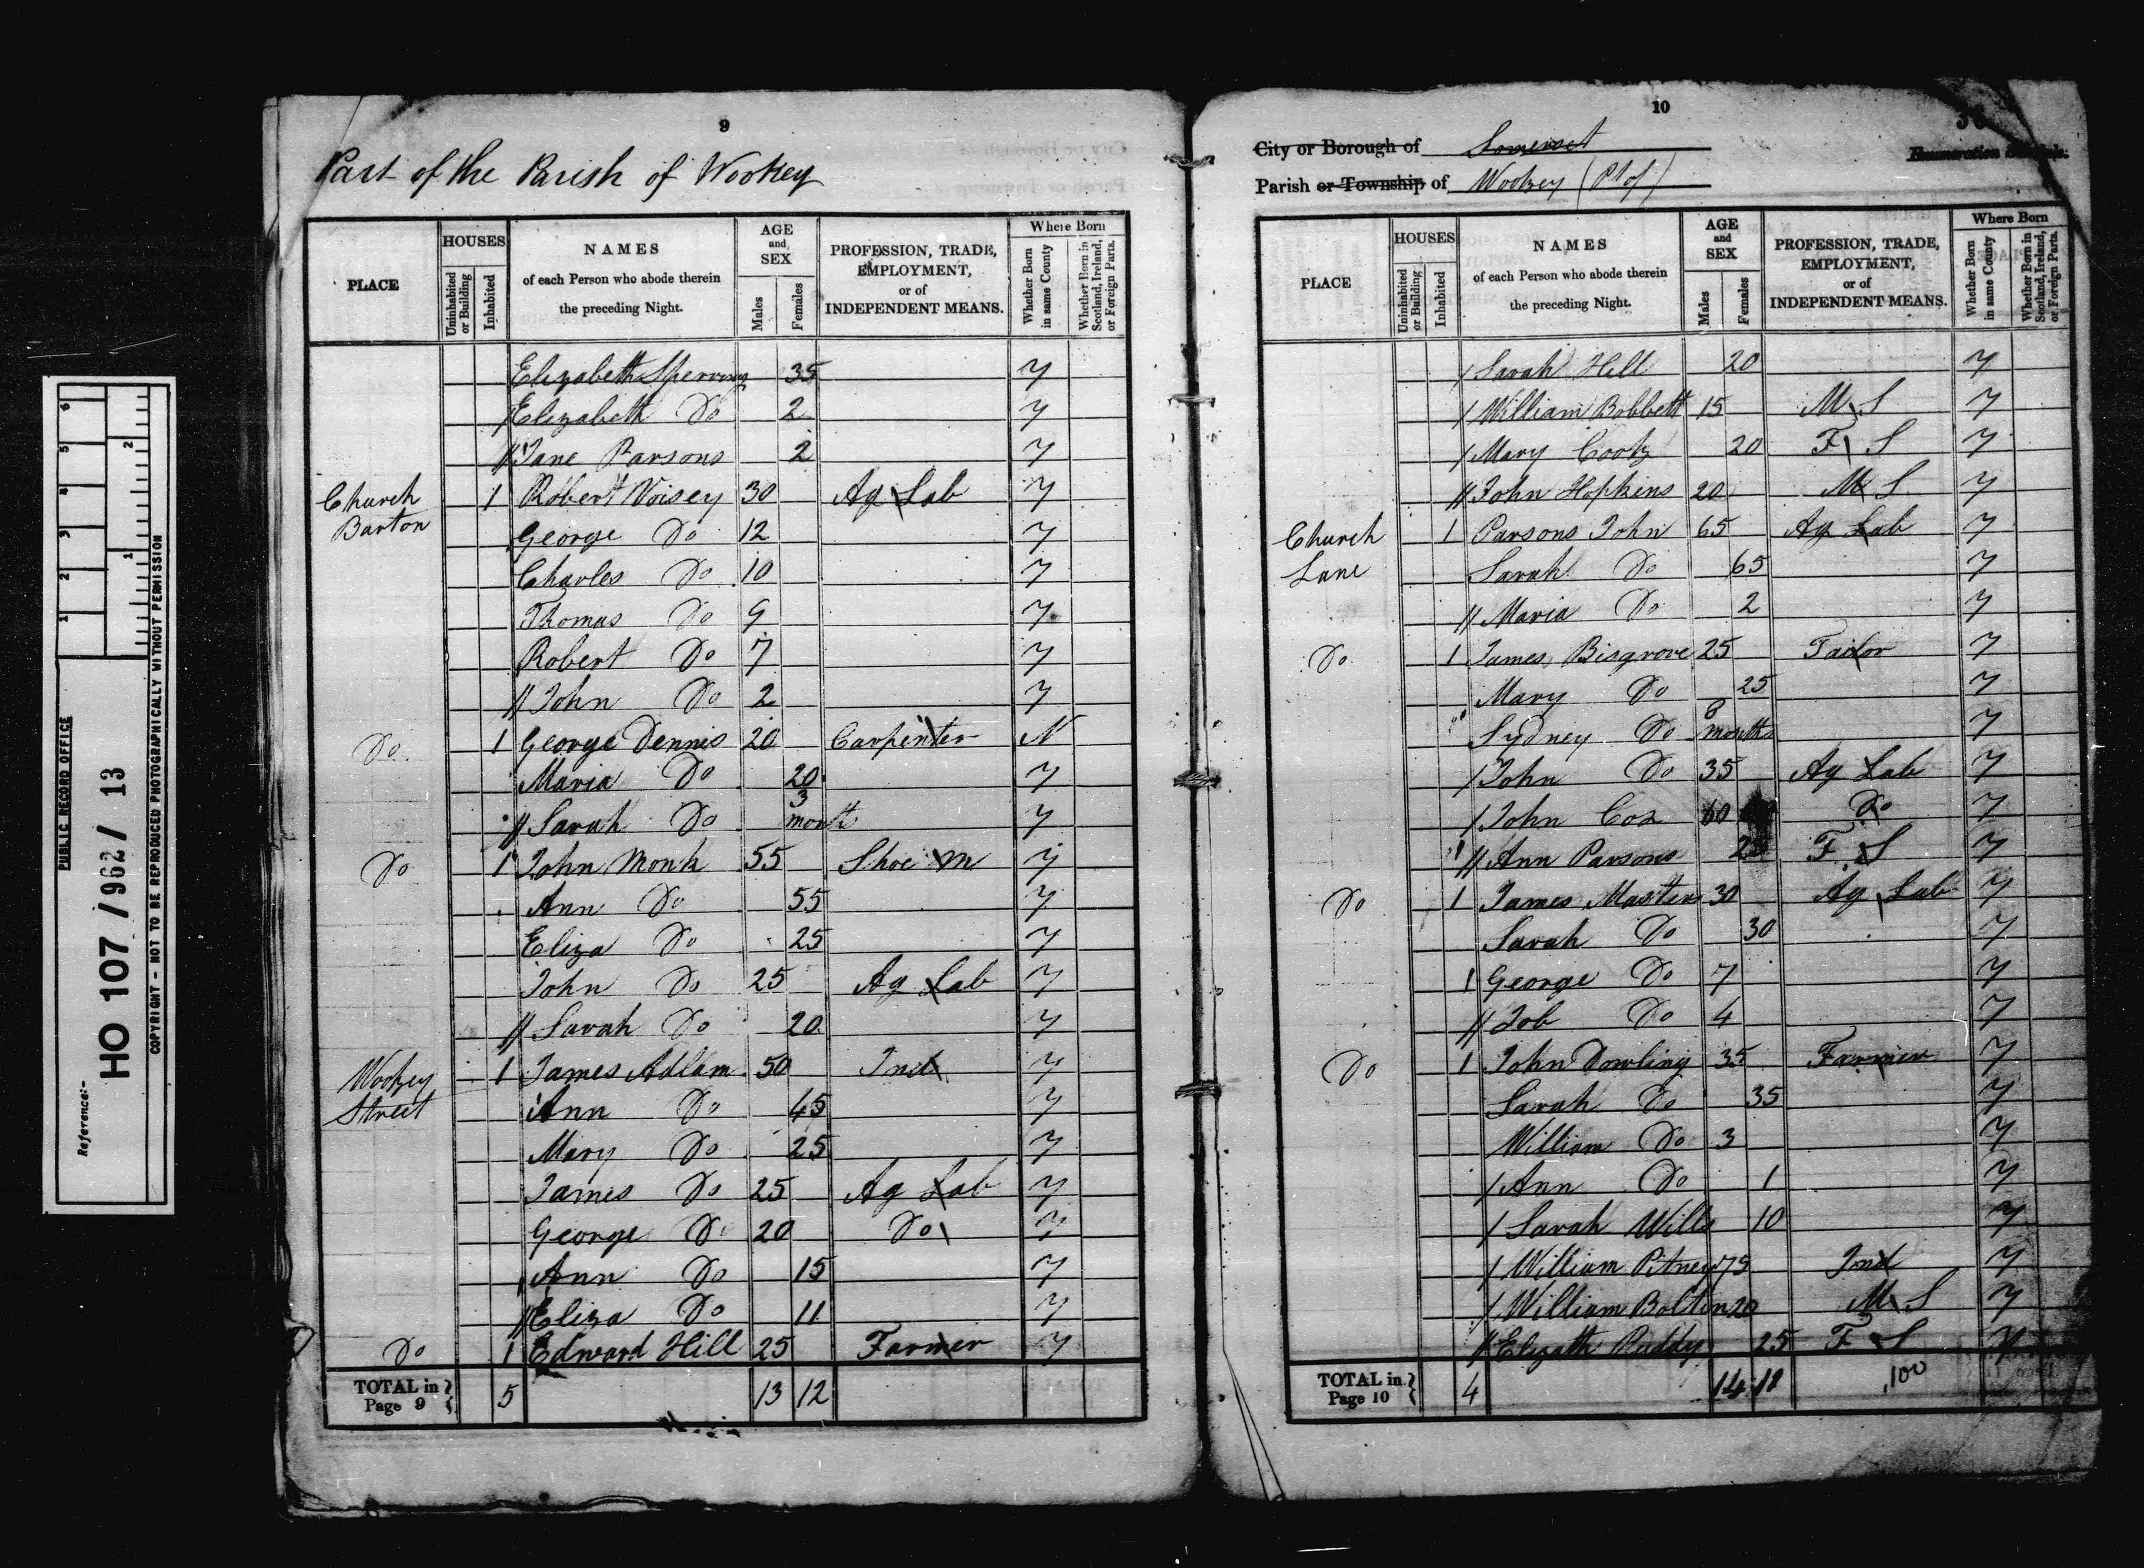 9
Part of the Parish of Wookey
PLACE
HOUSES
Uninhabited or Building
Inhabited
NAMES
of each Person who abode therein
the preceding Night.
AGE
and
SEX
Males
Females
PROFESSION, TRADE,
EMPLOYMENT,
or of
INDEPENDENT MEANS.
Where Born
Whether Born in same County
Whether Born in Scotland, Ireland, or Foreign Parts.
Elizabeth 35 y
Elizabeth Do 2 y
Jane Parsons 2 y
Church Barton 1 Robert Voisey 30 Ag Lab y
George Do 12 y
Charles Do 10 y
Thomas Do 9 y
Robert Do 7 y
John Do 2 y
Do 1 George Dennis 20 Carpenter N
Maria Do 20 y
Sarah Do 3 month y
Do 1 John Monk 55 Shoe M y
Ann Do 55 y
Eliza Do 25 y
John Do 25 Ag Lab y
Sarah Do 20 y
Wookey Street 1 James Adlam 50 Ind y
Ann Do 45 y
Mary Do 25 y
James Do 25 Ag Lab y
George Do 20 Do y
Ann Do 15 y
Eliza Do 11 y
Do 1 Edward Hill 25 Farmer y
TOTAL in Page 9 5 13 12
10
City or Borough of Somerset
Enumeration Schedule.
Parish or Township of Wookey (Pt of)
PLACE
HOUSES
Uninhabited or Building
Inhabited
NAMES
of each Person who abode therein
the preceding Night.
AGE
and
SEX
Males
Females
PROFESSION, TRADE,
EMPLOYMENT,
or of
INDEPENDENT MEANS.
Where Born
Whether Born in same County
Whether Born in Scotland, Ireland, or Foreign Parts.
Sarah Hill 20 y
William Bobbett 15 M S y
Mary Cook 20 F S y
John Hopkins 20 M S y
Church Lane 1 Parsons John 65 Ag Lab y
Sarah Do 65 y
Maria Do 2 y
Do 1 James Bisgrove 25 Tailor y
Mary Do 25 y
Sydney Do 8 months y
John Do 35 Ag Lab y
John Cox 60 Do y
Ann Parsons F S y
Do 1 James Masters 30 Ag Lab y
Sarah Do 30 y
George Do 7 y
Job Do 4 y
Do 1 John Dowling 35 Farmer y
Sarah Do 35 y
William Do 3 y
Ann Do 1 y
Sarah Wills 10 y
William Pitney 75 Ind y
William Bolton 20 M S y
Elizath Puddy 25 F S y
TOTAL in Page 10 4 14 11 100
PUBLIC RECORD OFFICE
1 2 3 4 5 6
1 2
Reference:-
HO 107 / 962 / 13
COPYRIGHT - NOT TO BE REPRODUCED PHOTOGRAPHICALLY WITHOUT PERMISSION